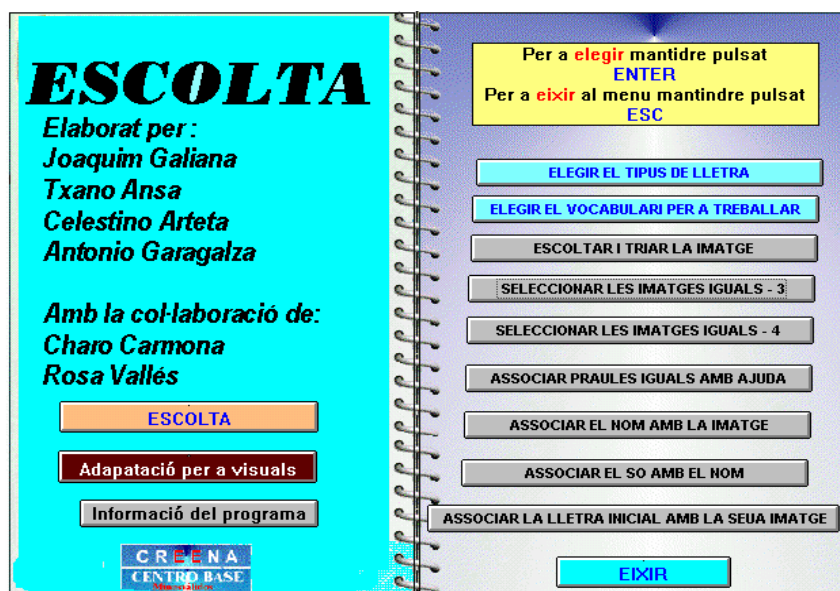 ESCOLTA
Elaborat per :
Joaquim Galiana
Txano Ansa
Celestino Arteta
Antonio Garagalza
Amb la col·laboració de:
Charo Carmona
Rosa Vallés
ESCOLTA
Adapatació per a visuals
Informació del programa
CREENA
CENTRO BASE
Per a elegir mantidre pulsat
ENTER
Per a eixir al menu mantindre pulsat
ESC
ELEGIR EL TIPUS DE LLETRA
ELEGIR EL VOCABULARI PER A TREBALLAR
ESCOLTAR I TRIAR LA IMATGE
SELECCIONAR LES IMATGES IGUALS - 3
SELECCIONAR LES IMATGES IGUALS - 4
ASSOCIAR PRAULES IGUALS AMB AJUDA
ASSOCIAR EL NOM AMB LA IMATGE
ASSOCIAR EL SO AMB EL NOM
ASSOCIAR LA LLETRA INICIAL AMB LA SEUA IMATGE
EIXIR